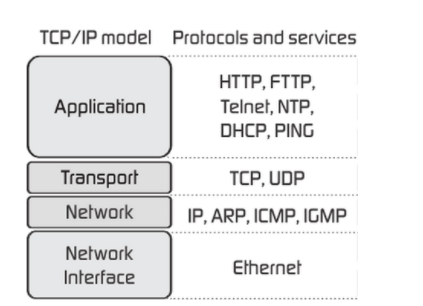 TCP/IP model Protocols and services
Application
HTTP, FTTP,
Telnet, NTP,
DHCP, PING
Transport TCP, UDP
Network IP, ARP, ICMP, IGMP
Network
Interface
Ethernet